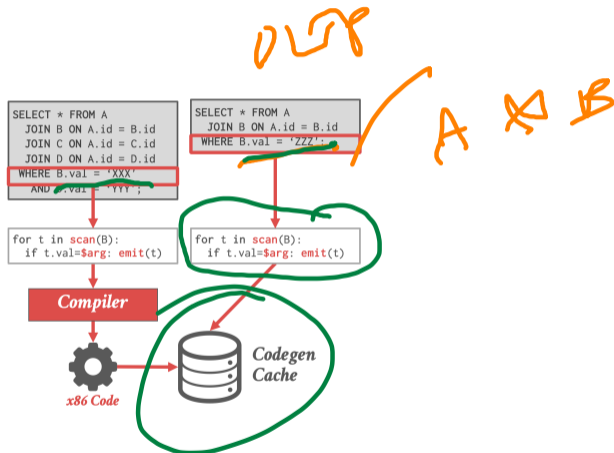 OLAP
A ⋈ B
SELECT * FROM A
JOIN B ON A.id = B.id
JOIN C ON A.id = C.id
JOIN D ON A.id = D.id
WHERE B.val = 'XXX'
AND .val = 'YYY';
SELECT * FROM A
JOIN B ON A.id = B.id
WHERE B.val = 'ZZZ';
for t in scan(B):
if t.val=$arg: emit(t)
for t in scan(B):
if t.val=$arg: emit(t)
Compiler
x86 Code
Codegen
Cache